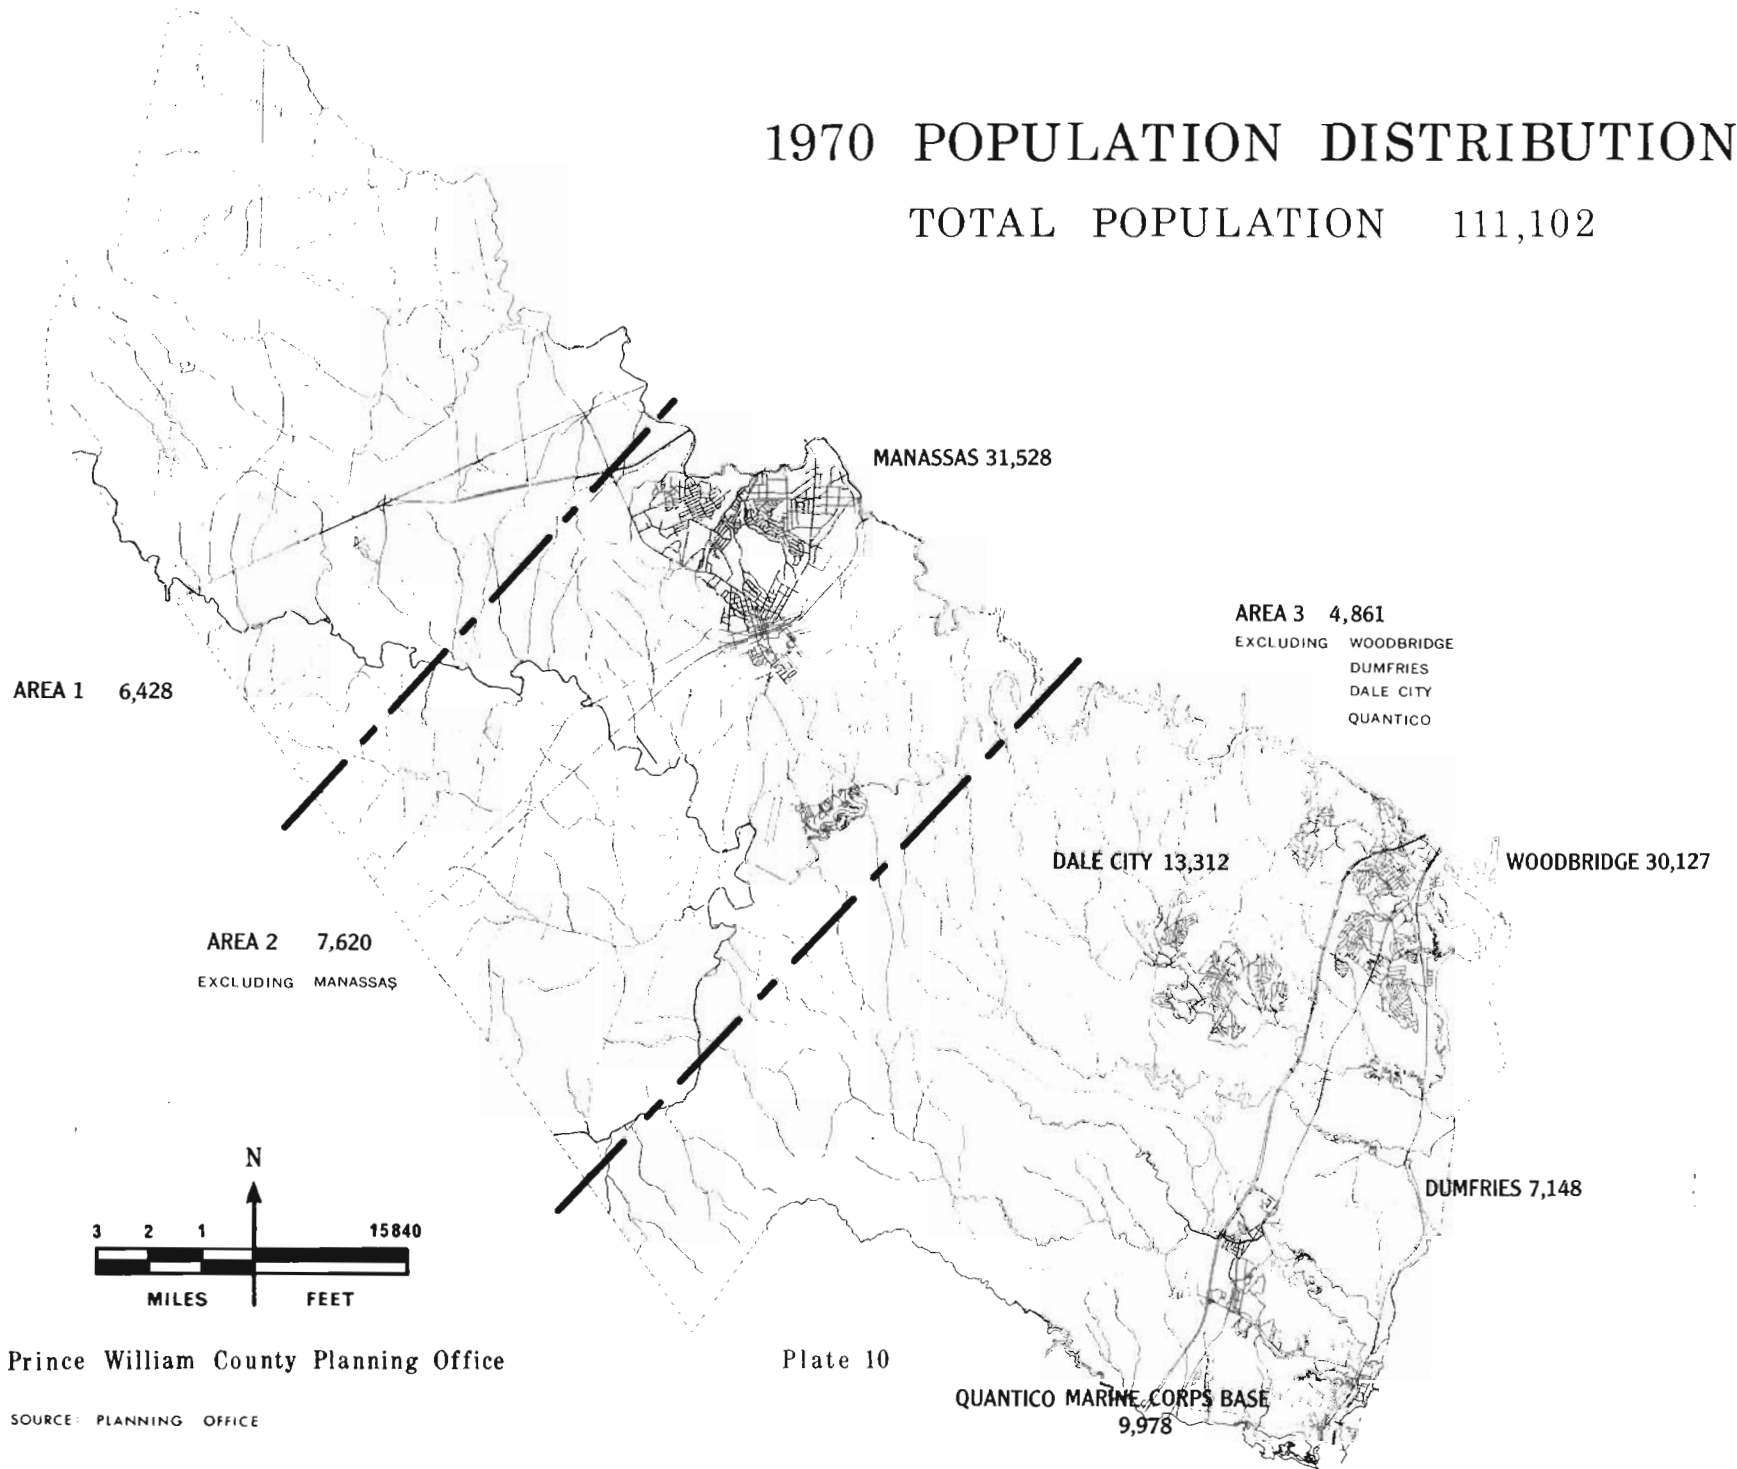 1970 POPULATION DISTRIBUTION
TOTAL POPULATION 111,102
MANASSAS 31,528
AREA 3 4,861
EXCLUDING WOODBRIDGE
DUMFRIES
DALE CITY
QUANTICO
AREA 1 6,428
DALE CITY 13,312
WOODBRIDGE 30,127
AREA 2 7,620
EXCLUDING MANASSAS
DUMFRIES 7,148
N
3 2 1 15840
MILES FEET
Prince William County Planning Office
Plate 10
QUANTICO MARINE CORPS BASE
9,978
SOURCE: PLANNING OFFICE